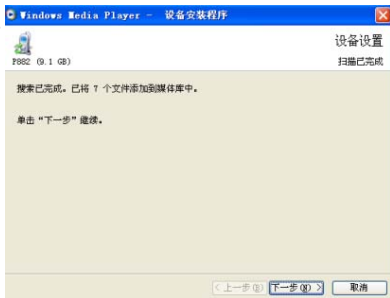 Windows Media Player - 设备安装程序
设备设置
P882 (9.1 GB)
扫描已完成
搜索已完成。已将 7 个文件添加到媒体库中。
单击“下一步”继续。
< 上一步(B) 下一步(N) > 取消